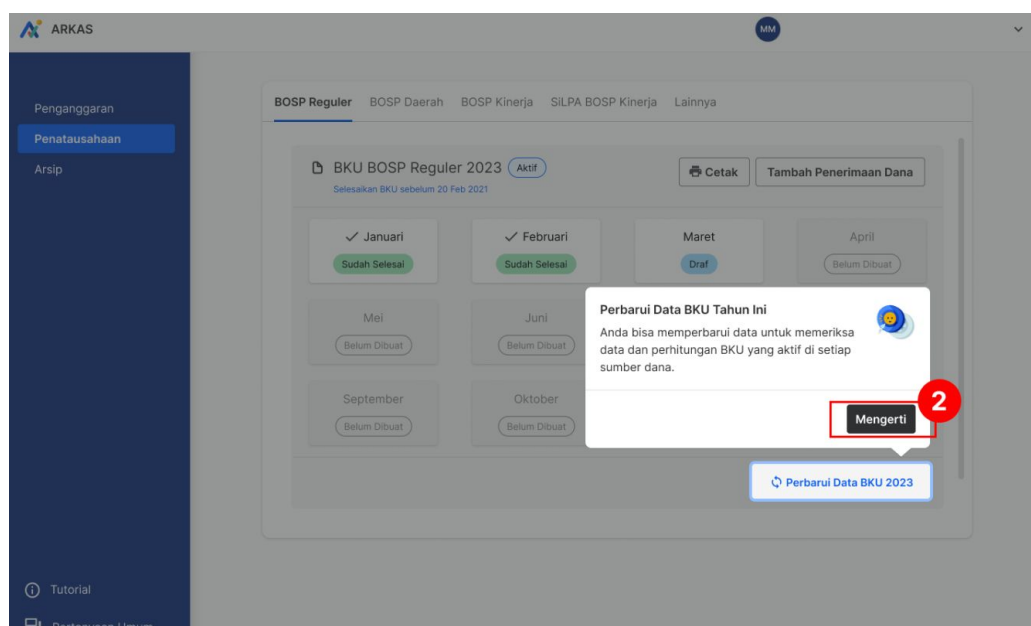 ARKAS
MM
Penganggaran
Penatausahaan
Arsip
BOSP Reguler BOSP Daerah BOSP Kinerja SiLPA BOSP Kinerja Lainnya
BKU BOSP Reguler 2023 Aktif
Selesaikan BKU sebelum 20 Feb 2021
Cetak Tambah Penerimaan Dana
Januari Februari Maret April
Sudah Selesai Sudah Selesai Draf Belum Dibuat
Mei Juni
Belum Dibuat Belum Dibuat
September Oktober
Belum Dibuat Belum Dibuat
Perbarui Data BKU Tahun Ini
Anda bisa memperbarui data untuk memeriksa
data dan perhitungan BKU yang aktif di setiap
sumber dana.
2
Mengerti
Perbarui Data BKU 2023
Tutorial
Pertanyaan Umum